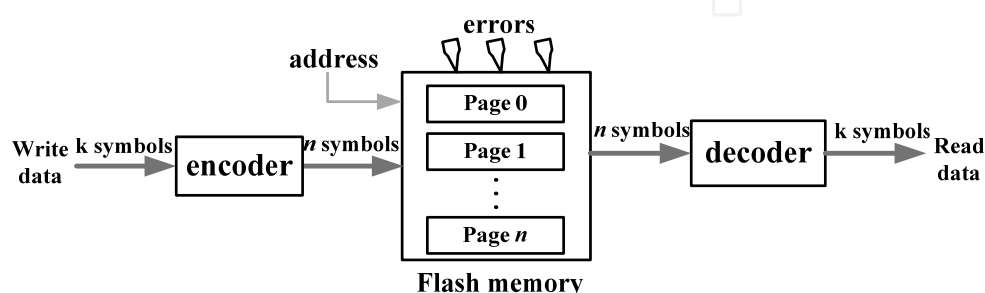 errors
address
Page 0
Write
data
k symbols
encoder
n symbols
Page 1
Page n
n symbols
decoder
k symbols
Read
data
Flash memory